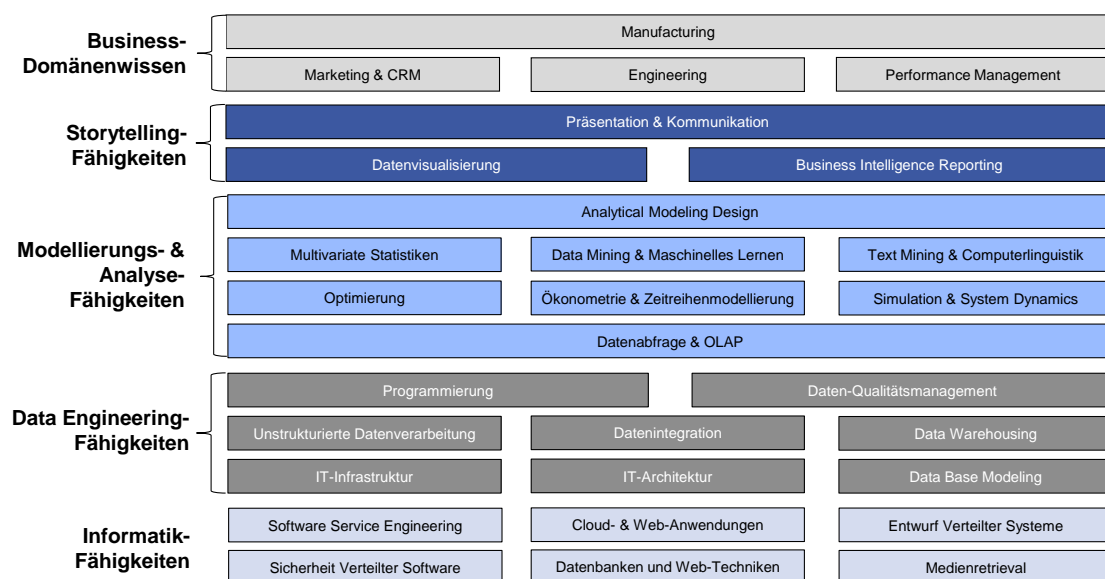 Business-
Domänenwissen
Manufacturing
Marketing & CRM
Engineering
Performance Management
Storytelling-
Fähigkeiten
Präsentation & Kommunikation
Datenvisualisierung
Business Intelligence Reporting
Modellierungs- &
Analyse-
Fähigkeiten
Analytical Modeling Design
Multivariate Statistiken
Data Mining & Maschinelles Lernen
Text Mining & Computerlinguistik
Optimierung
Ökonometrie & Zeitreihenmodellierung
Simulation & System Dynamics
Datenabfrage & OLAP
Data Engineering-
Fähigkeiten
Programmierung
Daten-Qualitätsmanagement
Unstrukturierte Datenverarbeitung
Datenintegration
Data Warehousing
IT-Infrastruktur
IT-Architektur
Data Base Modeling
Informatik-
Fähigkeiten
Software Service Engineering
Cloud- & Web-Anwendungen
Entwurf Verteilter Systeme
Sicherheit Verteilter Software
Datenbanken und Web-Techniken
Medienretrieval